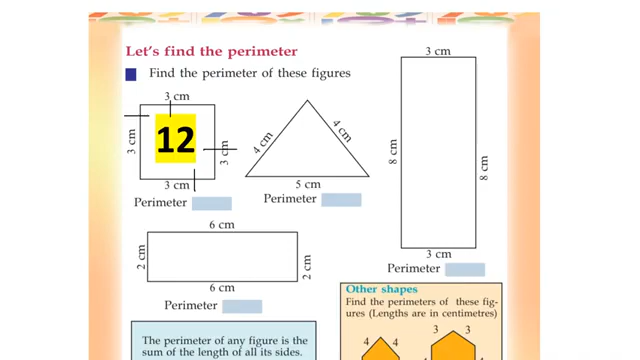 Let's find the perimeter
Find the perimeter of these figures
3 cm
3 cm
12
3 cm
3 cm
Perimeter
4 cm
4 cm
5 cm
Perimeter
3 cm
8 cm
8 cm
3 cm
Perimeter
6 cm
2 cm
2 cm
6 cm
Perimeter
The perimeter of any figure is the
sum of the length of all its sides.
Other shapes
Find the perimeters of these fig-
ures (Lengths are in centimetres)
4 4
3 3